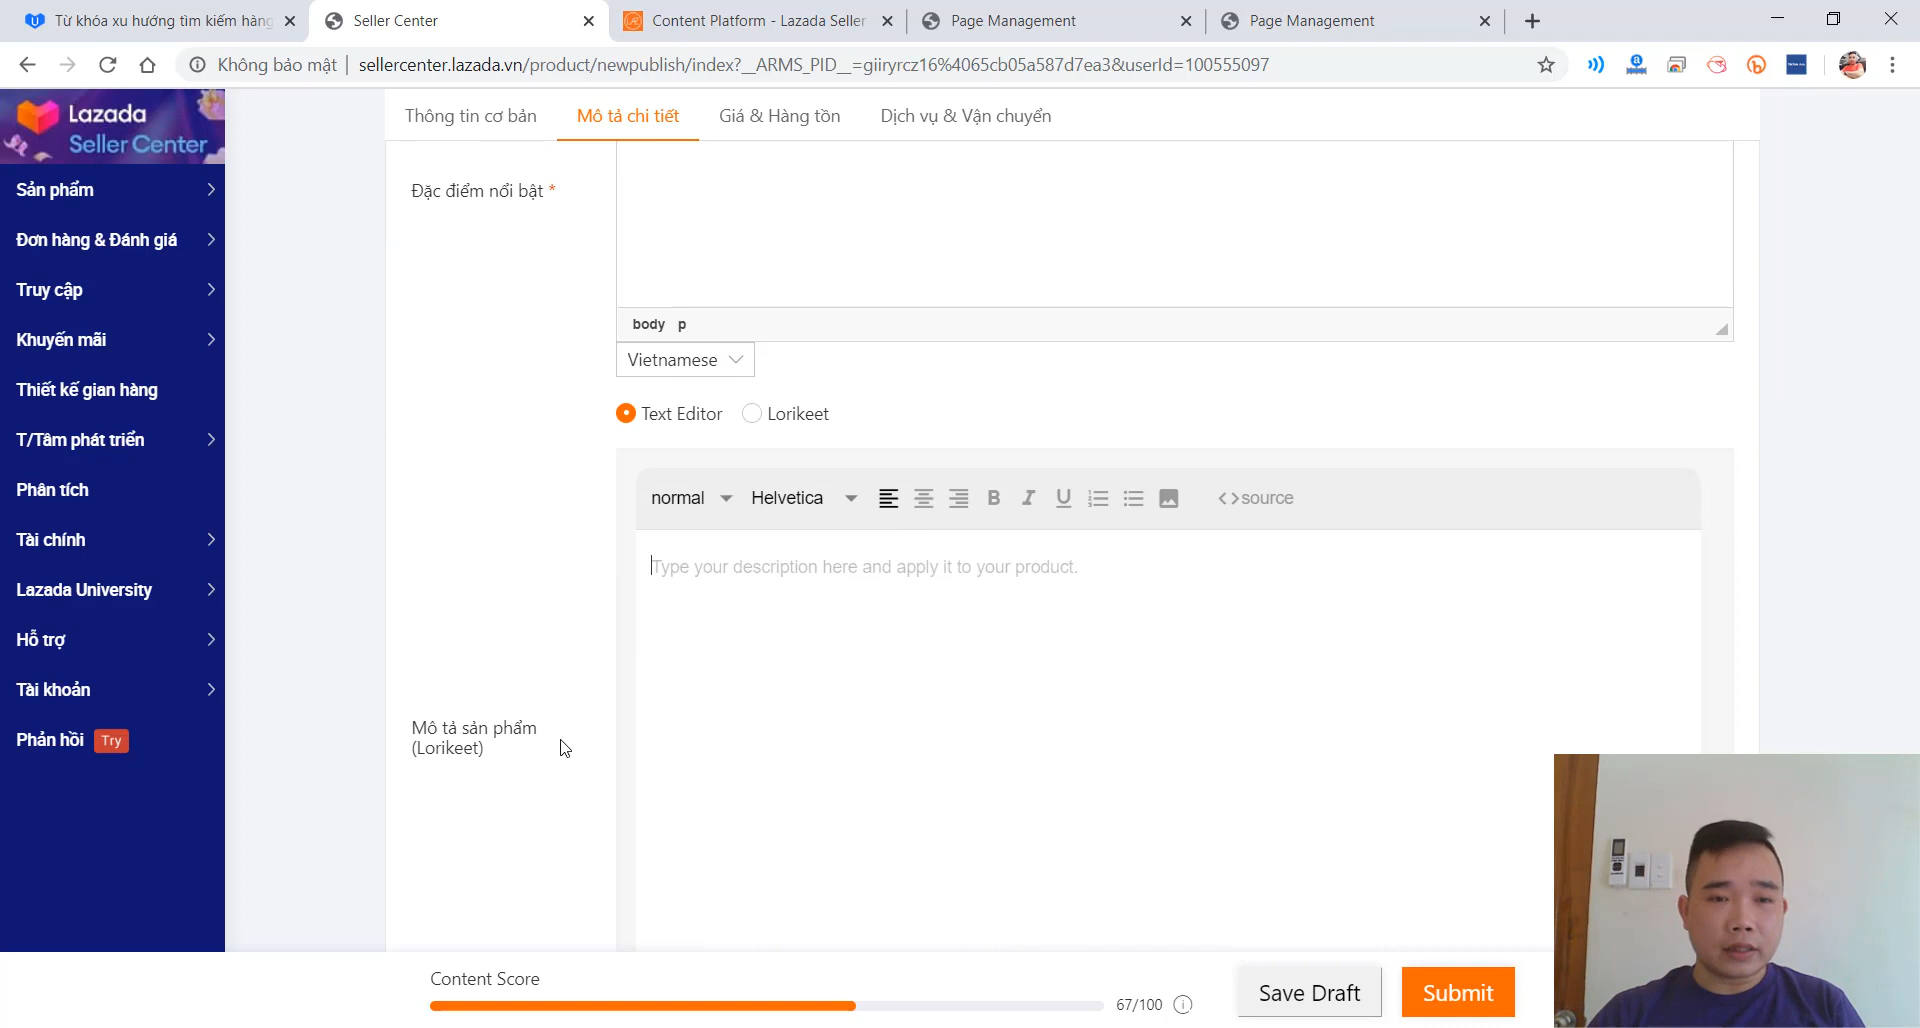 Từ khóa xu hướng tìm kiếm hàng
Seller Center
Content Platform - Lazada Seller
Page Management
Page Management
Không bảo mật
sellercenter.lazada.vn/product/newpublish/index?__ARMS_PID__=giiryrcz16%4065cb05a587d7ea3&userId=100555097
Lazada
Seller Center
Thông tin cơ bản
Mô tả chi tiết
Giá & Hàng tồn
Dịch vụ & Vận chuyển
Sản phẩm
Đơn hàng & Đánh giá
Truy cập
Khuyến mãi
Thiết kế gian hàng
T/Tâm phát triển
Phân tích
Tài chính
Lazada University
Hỗ trợ
Tài khoản
Phản hồi Try
Đặc điểm nổi bật *
body p
Vietnamese
Text Editor
Lorikeet
normal
Helvetica
B I U
<>source
Type your description here and apply it to your product.
Mô tả sản phẩm
(Lorikeet)
Content Score
67/100
Save Draft
Submit